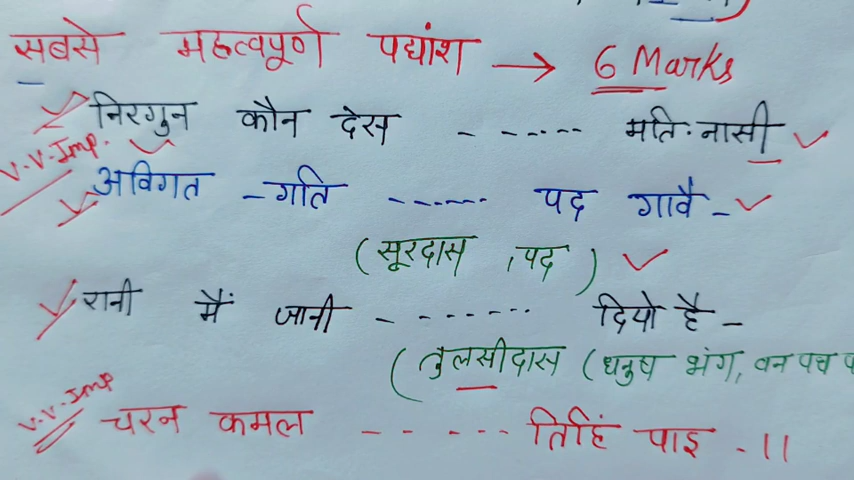 सबसे महत्वपूर्ण पद्यांश → 6 Marks
निरगुन कौन देस - - - - - - मति नासी
V.V.Imp.
अविगत - गति - - - - - - पद गावै -
(सूरदास , पद)
रानी मैं जानी - - - - - - - दियो है -
(तुलसीदास (धनुष भंग, वन पथ प
V.V.Imp
चरन कमल - - - - - तिहिं पाइ - ||